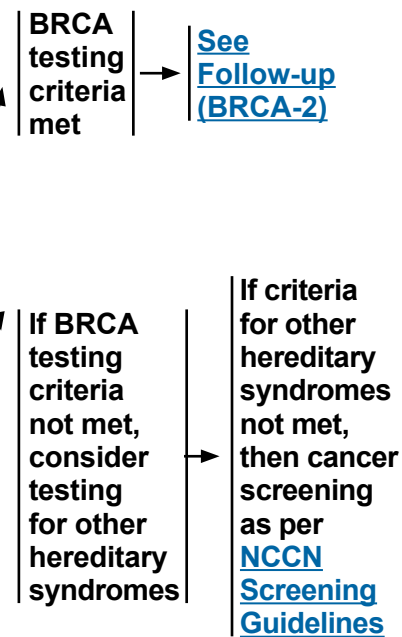 BRCA
testing
criteria
met
See
Follow-up
(BRCA-2)
If BRCA
testing
criteria
not met,
consider
testing
for other
hereditary
syndromes
If criteria
for other
hereditary
syndromes
not met,
then cancer
screening
as per
NCCN
Screening
Guidelines